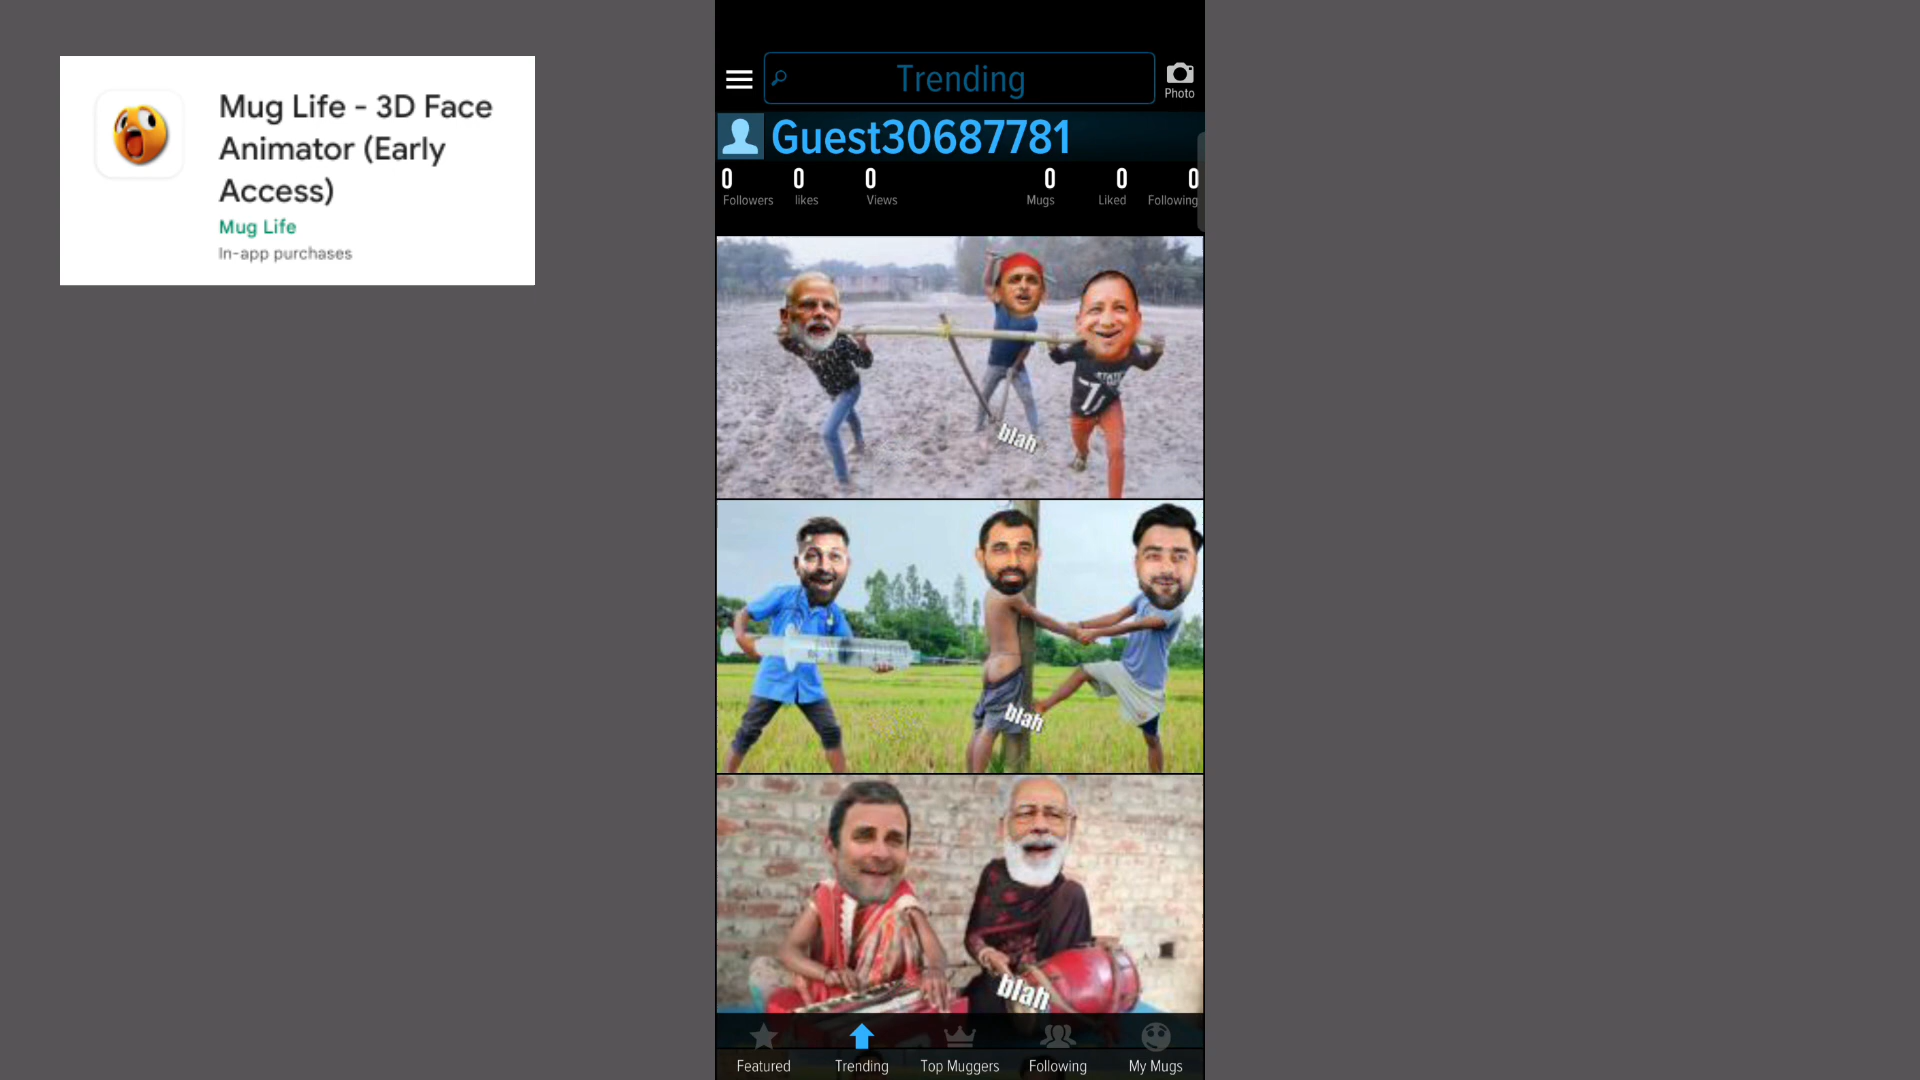 Mug Life - 3D Face
Animator (Early
Access)
Mug Life
In-app purchases
Trending
Photo
Guest30687781
0 0 0 0 0 0
Followers likes Views Mugs Liked Following
blah
blah
blah
Featured Trending Top Muggers Following My Mugs